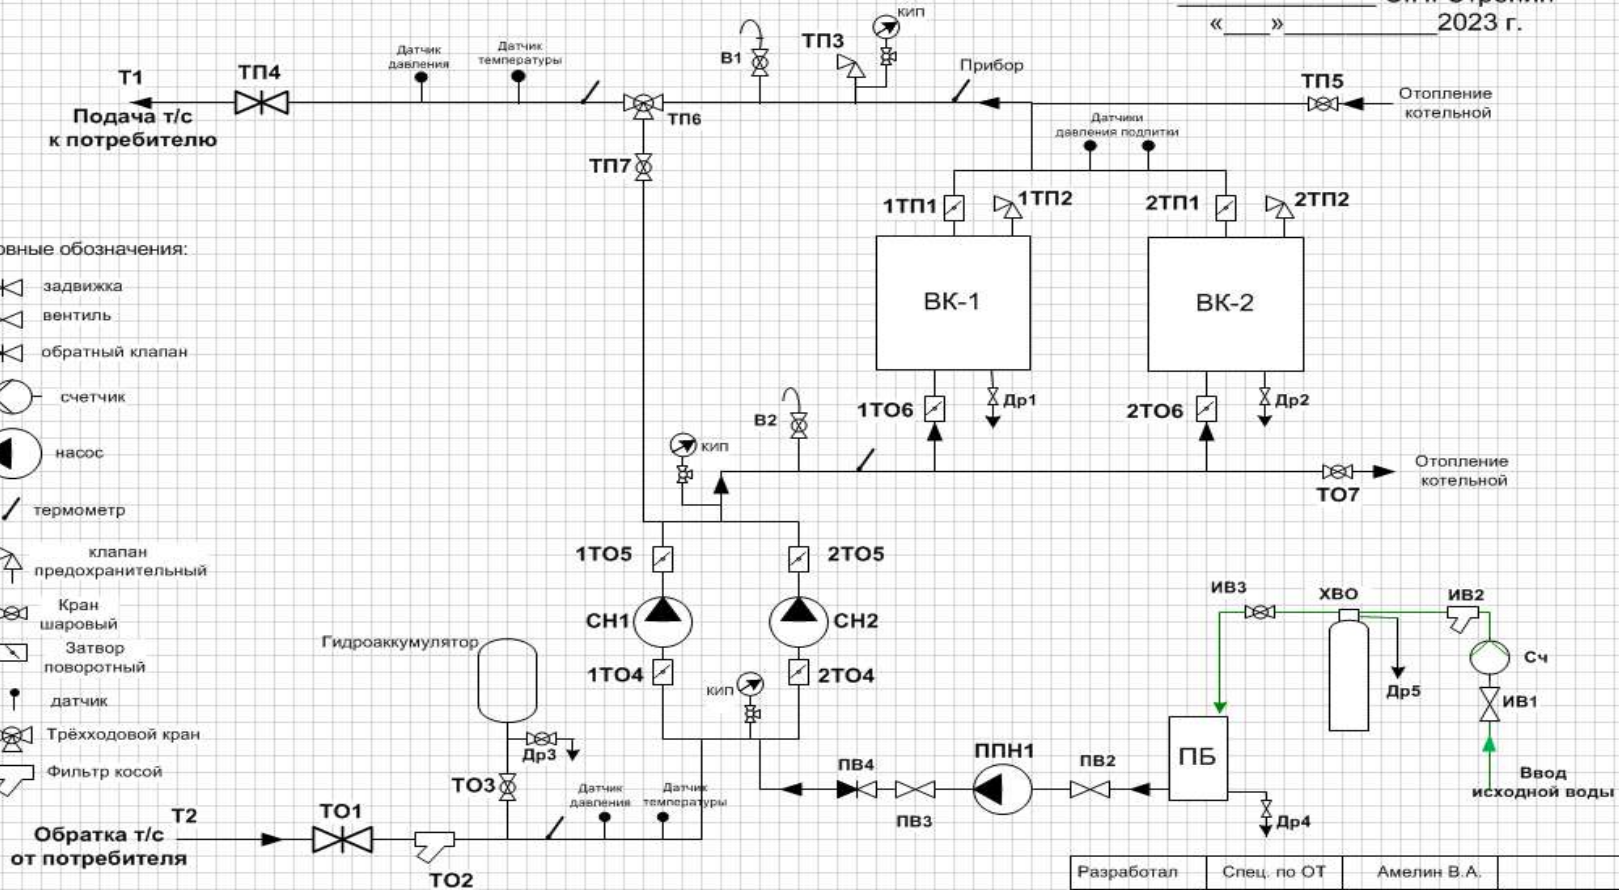 «____»______________2023 г.
кип
ТП3
Датчик
давления
Датчик
температуры
В1
Прибор
Т1
ТП4
ТП5
Отопление
котельной
Подача т/с
к потребителю
ТП6
Датчики
давления подпитки
ТП7
1ТП1
1ТП2
2ТП1
2ТП2
обозначения:
задвижка
вентиль
обратный клапан
счетчик
насос
термометр
клапан
предохранительный
Кран
шаровый
Затвор
поворотный
датчик
Трёхходовой кран
Фильтр косой
ВК-1
ВК-2
1ТО6
Др1
2ТО6
Др2
В2
кип
Отопление
котельной
ТО7
1ТО5
2ТО5
СН1
СН2
1ТО4
2ТО4
кип
Гидроаккумулятор
Др3
ТО3
Датчик
давления
Датчик
температуры
ИВ3
ХВО
ИВ2
Сч
Др5
ИВ1
ПБ
Ввод
исходной воды
ППН1
ПВ4
ПВ2
ПВ3
Др4
Т2
ТО1
Обратка т/с
от потребителя
ТО2
Разработал
Спец. по ОТ
Амелин В.А.